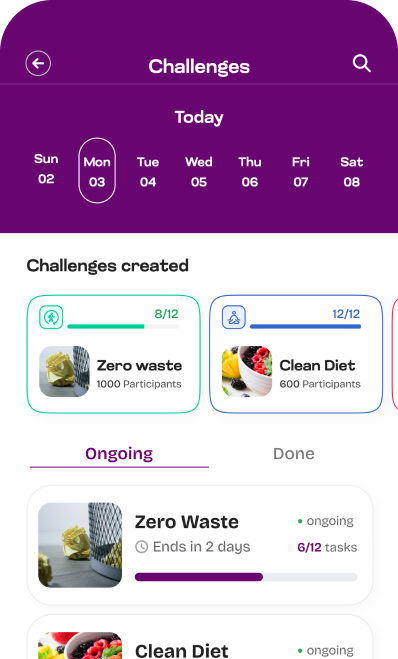 Challenges
Today
Sun Mon Tue Wed Thu Fri Sat
02 03 04 05 06 07 08
Challenges created
8/12
Zero waste
1000 Participants
12/12
Clean Diet
600 Participants
Ongoing Done
Zero Waste ongoing
Ends in 2 days 6/12 tasks
Clean Diet ongoing